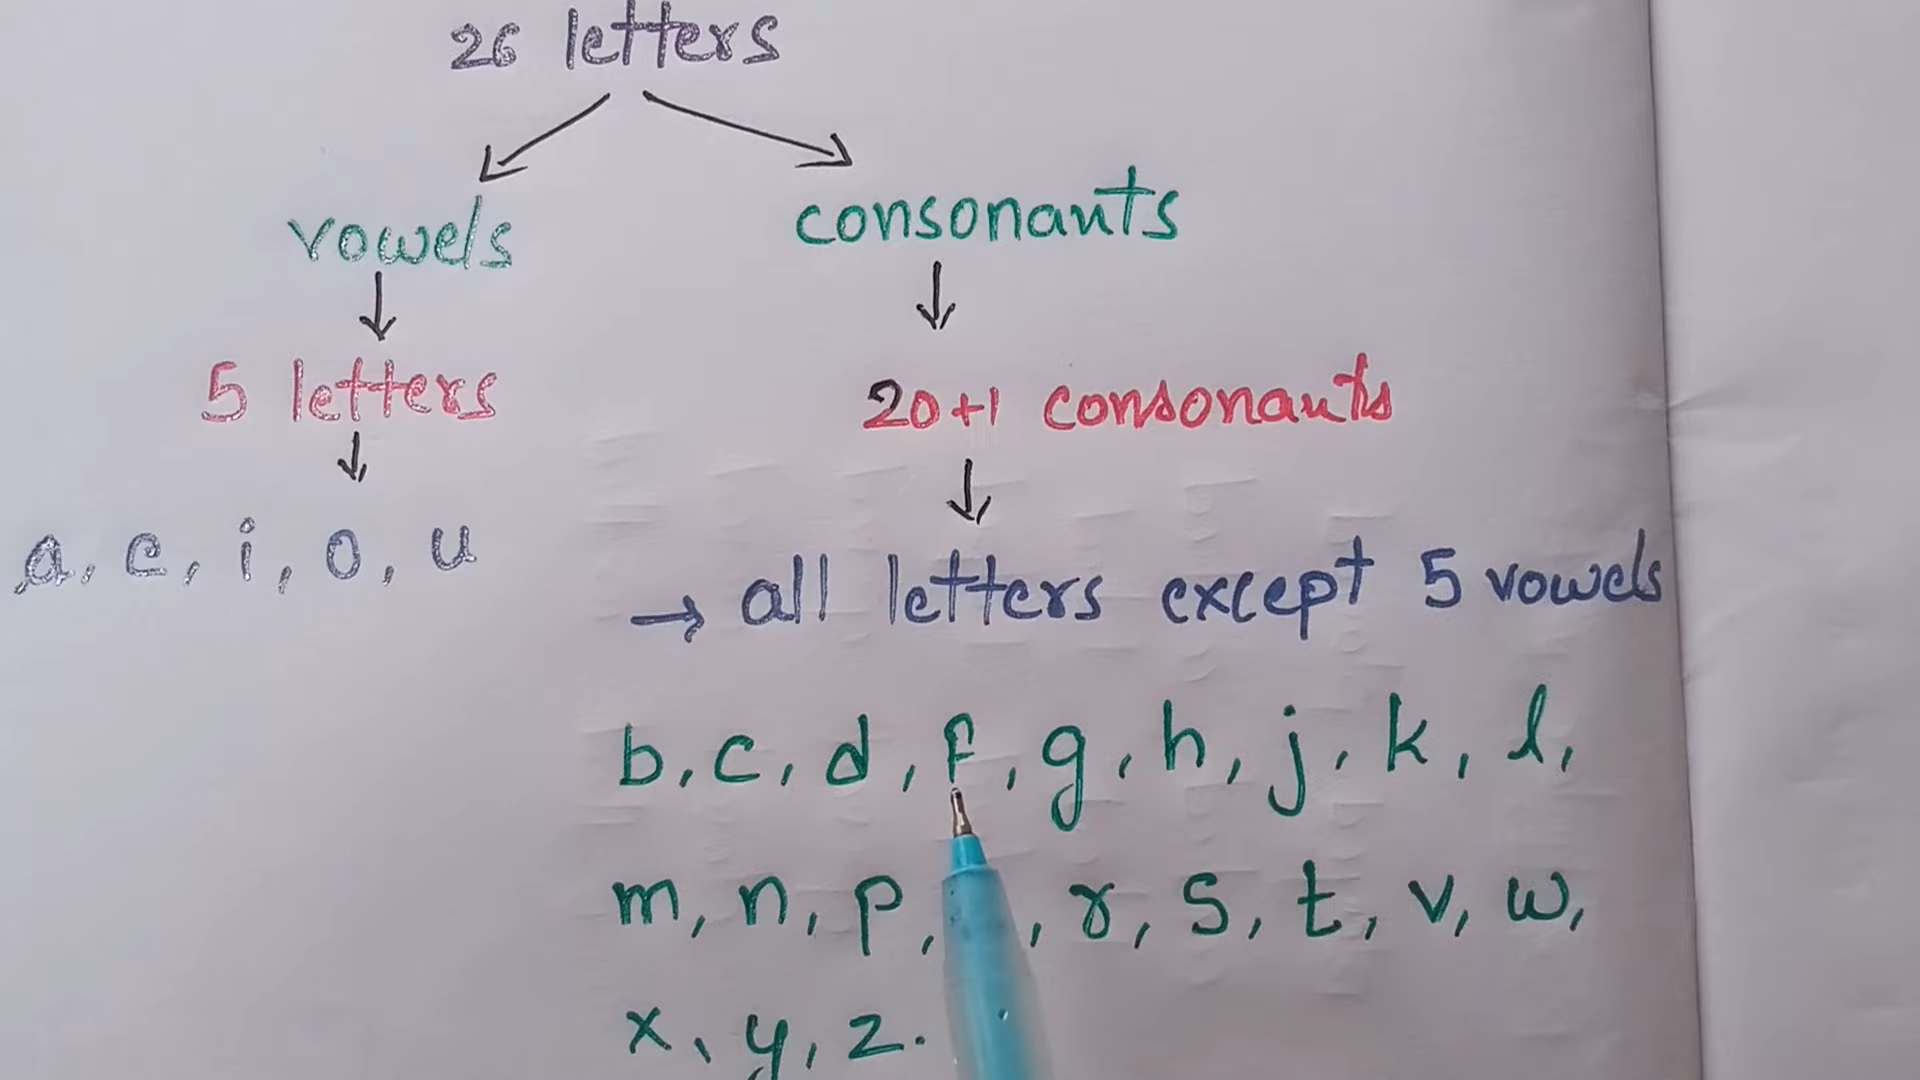 26 letters
vowels
consonants
5 letters
20+1 consonants
a, e, i, o, u
→ all letters except 5 vowels
b, c, d, f, g, h, j, k, l,
m, n, p, , r, s, t, v, w,
x, y, z.